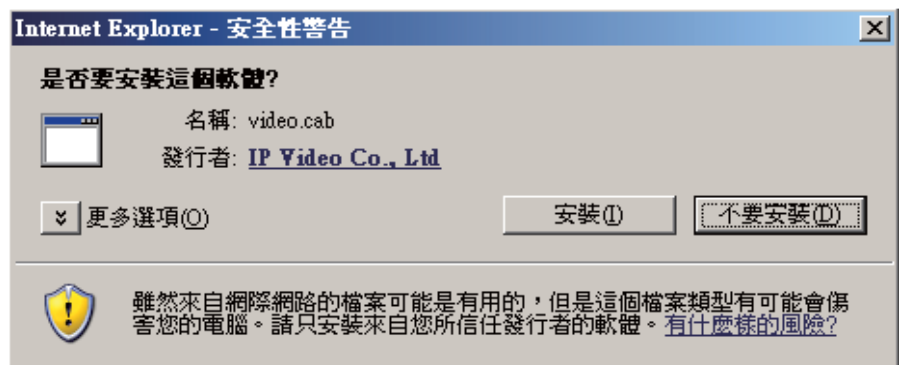 Internet Explorer - 安全性警告
是否要安裝這個軟體?
名稱: video.cab
發行者: IP Video Co., Ltd
更多選項(O)
安裝(I)
不要安裝(D)
雖然來自網際網路的檔案可能是有用的，但是這個檔案類型有可能會傷
害您的電腦。請只安裝來自您所信任發行者的軟體。有什麼樣的風險?